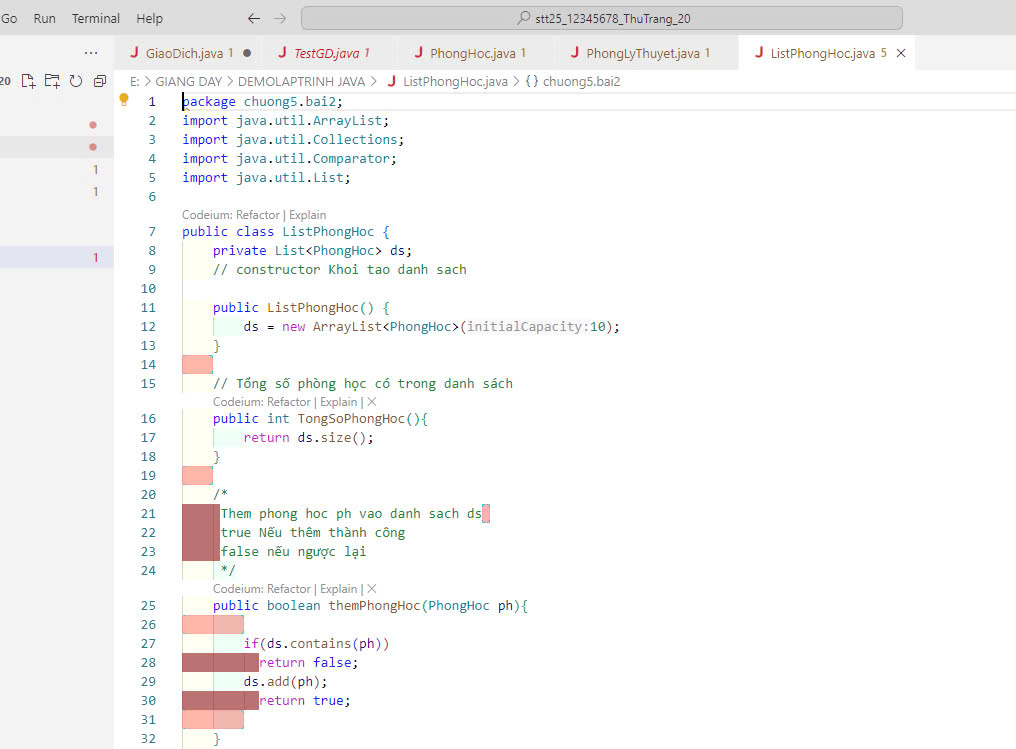 Go Run Terminal Help stt25_12345678_ThuTrang_20
GiaoDich.java 1 TestGD.java 1 PhongHoc.java 1 PhongLyThuyet.java 1 ListPhongHoc.java 5
20 E: > GIANG DAY > DEMOLAPTRINH JAVA > ListPhongHoc.java > {} chuong5.bai2
1 package chuong5.bai2;
2 import java.util.ArrayList;
3 import java.util.Collections;
1
4 import java.util.Comparator;
1
5 import java.util.List;
6
Codeium: Refactor | Explain
7 public class ListPhongHoc {
8 private List<PhongHoc> ds;
1
9 // constructor Khoi tao danh sach
10
11 public ListPhongHoc() {
12 ds = new ArrayList<PhongHoc>(initialCapacity:10);
13 }
14
15 // Tổng số phòng học có trong danh sách
Codeium: Refactor | Explain | X
16 public int TongSoPhongHoc(){
17 return ds.size();
18 }
19
20 /*
21 Them phong hoc ph vao danh sach ds
22 true Nếu thêm thành công
23 false nếu ngược lại
24 */
Codeium: Refactor | Explain | X
25 public boolean themPhongHoc(PhongHoc ph){
26
27 if(ds.contains(ph))
28 return false;
29 ds.add(ph);
30 return true;
31
32 }